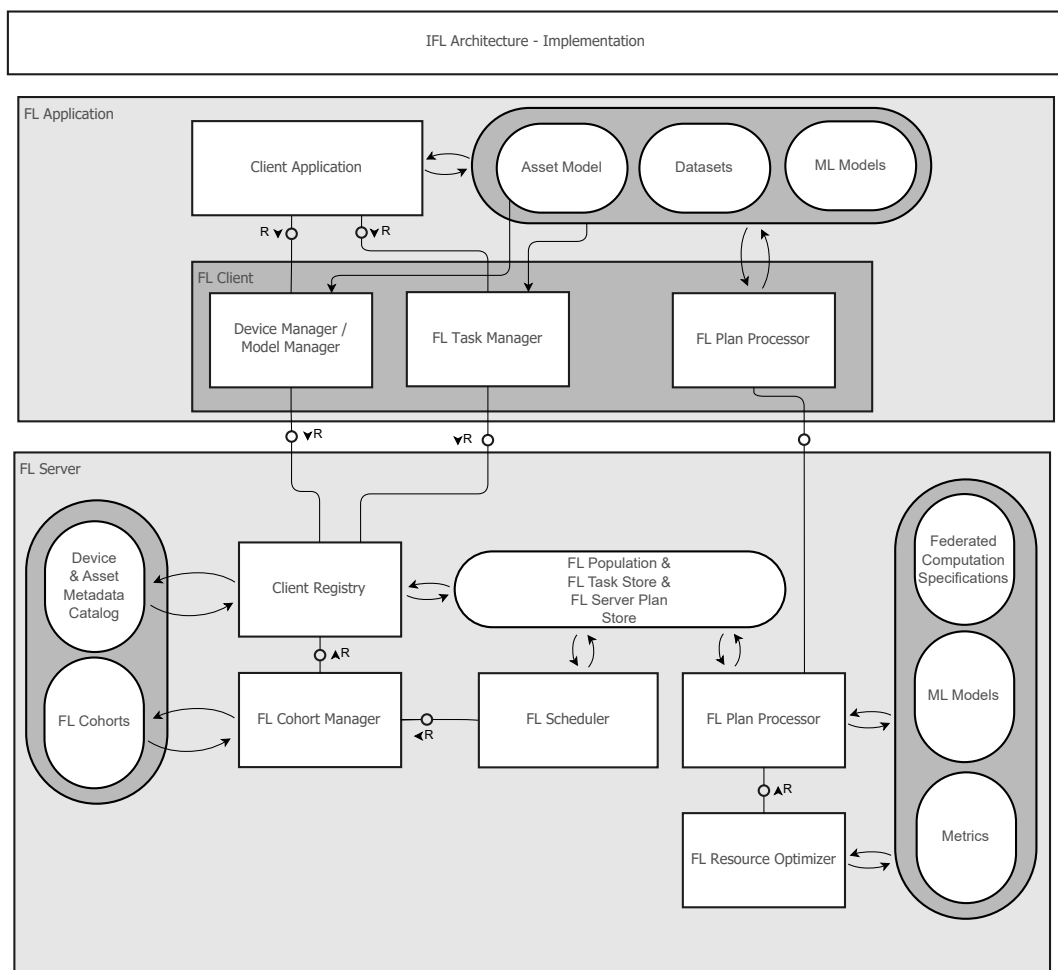 IFL Architecture - Implementation
FL Application
Client Application
Asset Model
Datasets
ML Models
R
R
FL Client
Device Manager /
Model Manager
FL Task Manager
FL Plan Processor
R
R
FL Server
Device
& Asset
Metadata
Catalog
Client Registry
FL Population &
FL Task Store &
FL Server Plan
Store
Federated
Computation
Specifications
R
FL Cohorts
FL Cohort Manager
R
FL Scheduler
FL Plan Processor
ML Models
R
FL Resource Optimizer
Metrics